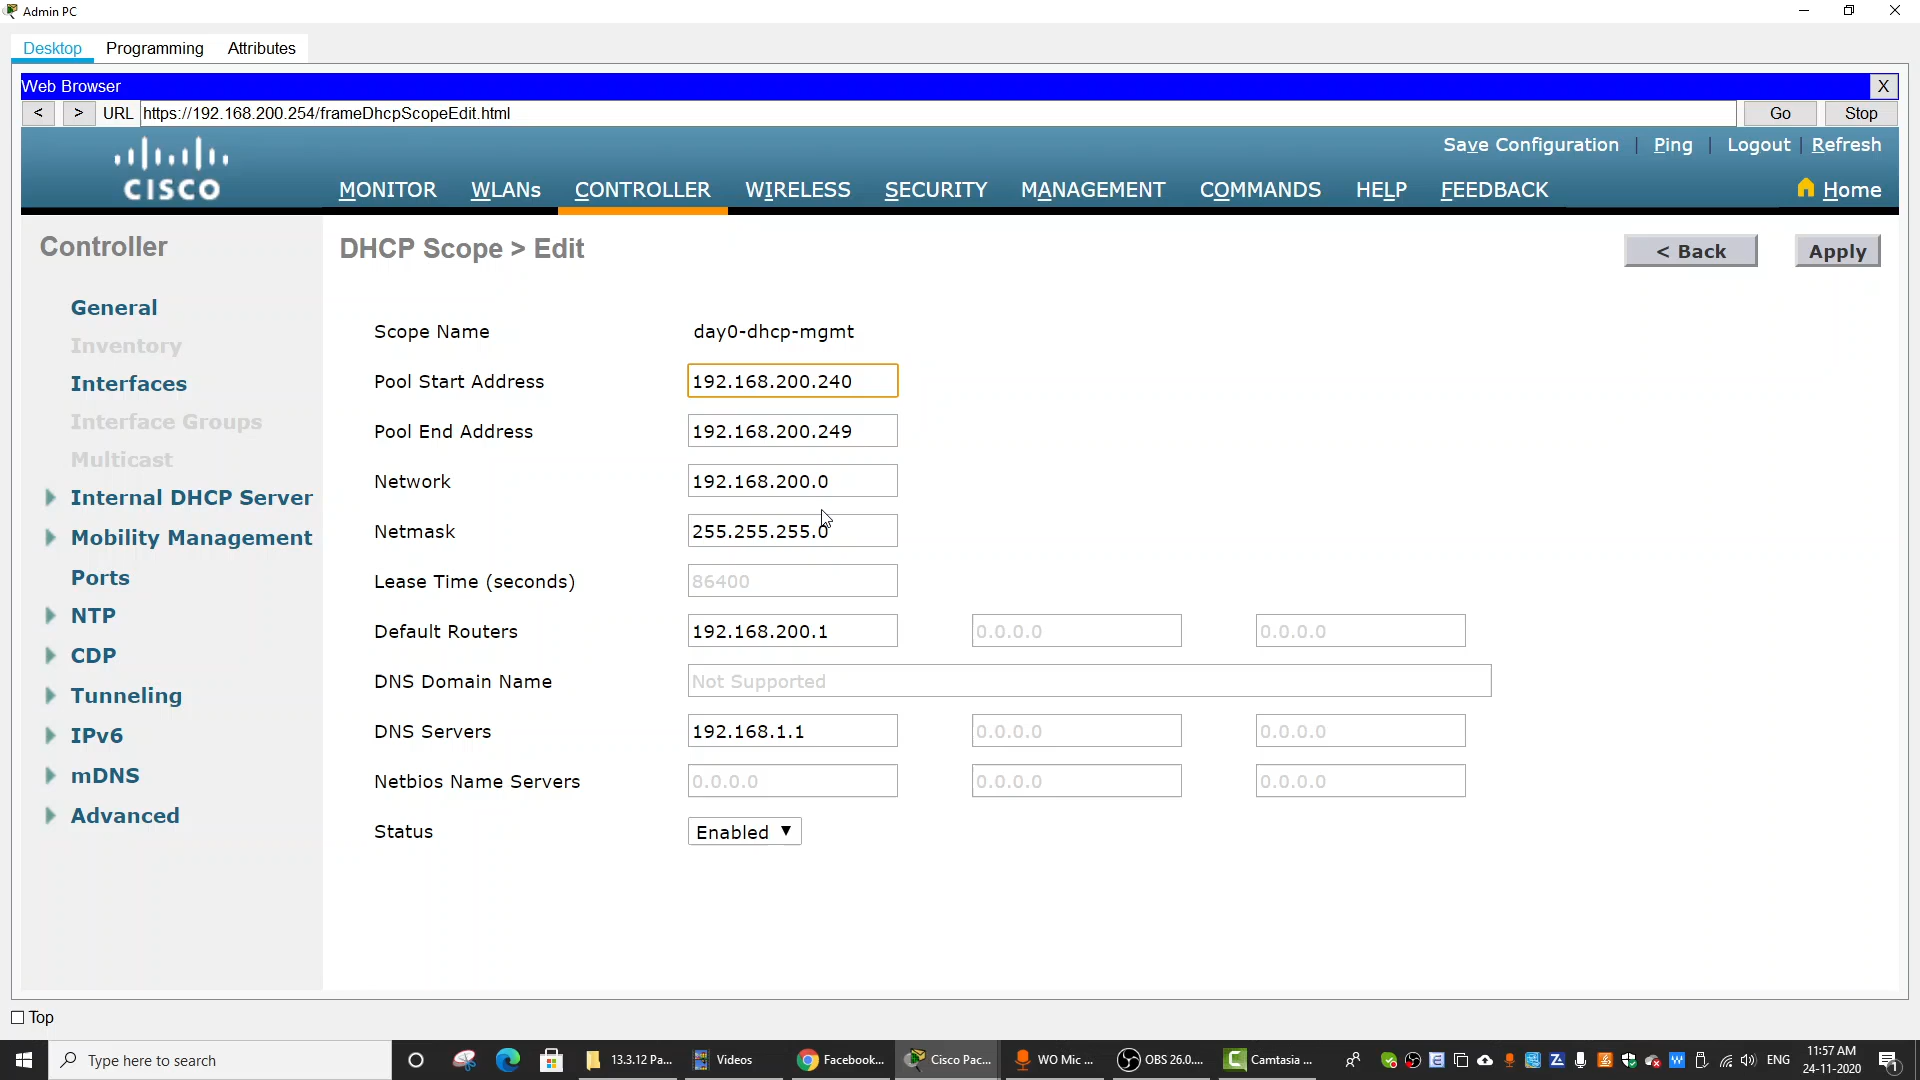 Admin PC
Desktop Programming Attributes
Web Browser X
< > URL https://192.168.200.254/frameDhcpScopeEdit.html Go Stop
Save Configuration | Ping | Logout | Refresh
CISCO MONITOR WLANs CONTROLLER WIRELESS SECURITY MANAGEMENT COMMANDS HELP FEEDBACK Home
Controller
General
Inventory
Interfaces
Interface Groups
Multicast
Internal DHCP Server
Mobility Management
Ports
NTP
CDP
Tunneling
IPv6
mDNS
Advanced
DHCP Scope > Edit < Back Apply
Scope Name day0-dhcp-mgmt
Pool Start Address 192.168.200.240
Pool End Address 192.168.200.249
Network 192.168.200.0
Netmask 255.255.255.0
Lease Time (seconds) 86400
Default Routers 192.168.200.1 0.0.0.0 0.0.0.0
DNS Domain Name Not Supported
DNS Servers 192.168.1.1 0.0.0.0 0.0.0.0
Netbios Name Servers 0.0.0.0 0.0.0.0 0.0.0.0
Status Enabled
Top
Type here to search 13.3.12 Pa... Videos Facebook... Cisco Pac... WO Mic ... OBS 26.0.... Camtasia ... ENG 11:57 AM
24-11-2020 1